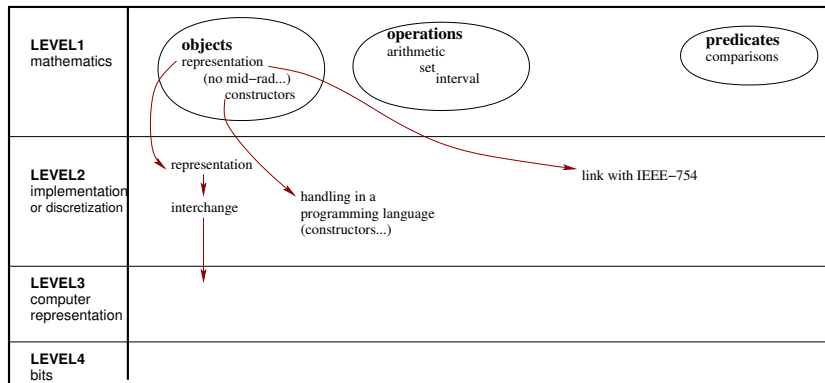 LEVEL1
mathematics
objects
representation
(no mid−rad...)
constructors
operations
arithmetic
set
interval
predicates
comparisons
LEVEL2
implementation
or discretization
representation
interchange
handling in a
programming language
(constructors...)
link with IEEE−754
LEVEL3
computer
representation
LEVEL4
bits